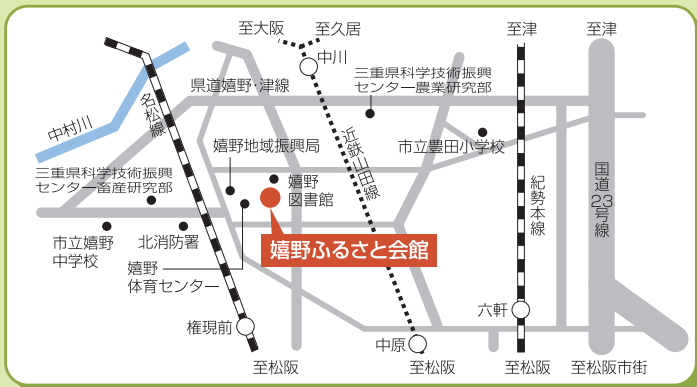 至大阪
至久居
至津
至津
中川
県道嬉野・津線
三重県科学技術振興
センター農業研究部
名松線
中村川
近鉄山田線
嬉野地域振興局
市立豊田小学校
三重県科学技術振興
センター畜産研究部
嬉野
図書館
紀勢本線
国道23号線
市立嬉野
中学校
北消防署
嬉野ふるさと会館
嬉野
体育センター
権現前
六軒
中原
至松阪
至松阪
至松阪
至松阪市街